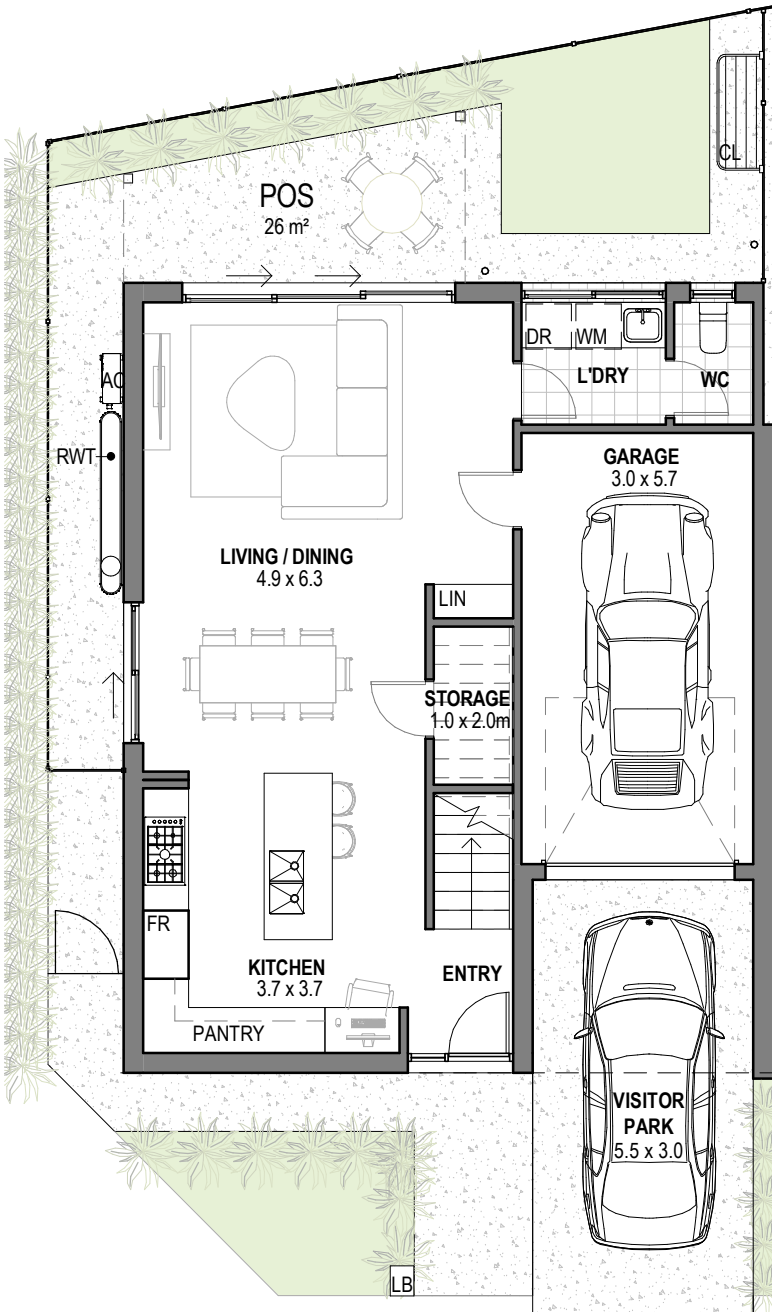 CL
POS
26 m²
DR
WM
L'DRY
WC
AC
RWT
GARAGE
3.0 x 5.7
LIVING / DINING
4.9 x 6.3
LIN
STORAGE
1.0 x 2.0m
FR
KITCHEN
3.7 x 3.7
ENTRY
PANTRY
VISITOR
PARK
5.5 x 3.0
LB